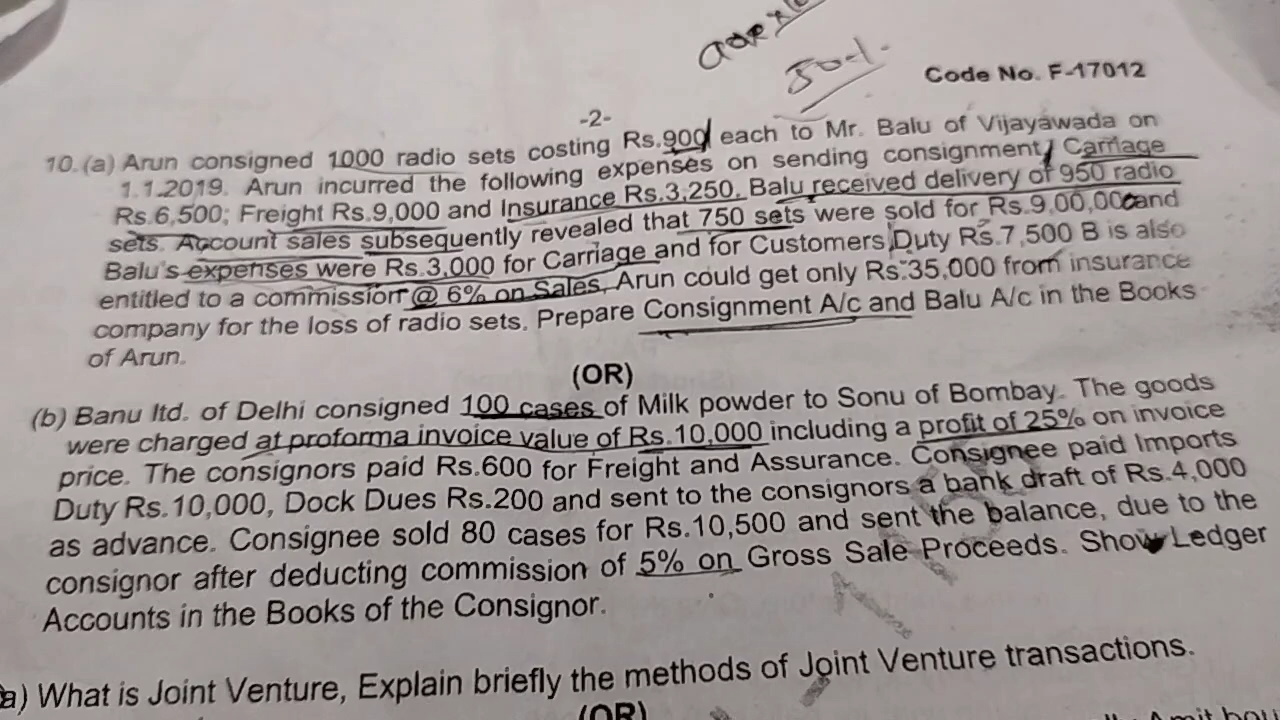 Code No. F-17012
-2-
10. (a) Arun consigned 1000 radio sets costing Rs.900 each to Mr. Balu of Vijayawada on
1.1.2019. Arun incurred the following expenses on sending consignment Carriage
Rs.6,500; Freight Rs.9,000 and Insurance Rs.3,250. Balu received delivery of 950 radio
sets. Account sales subsequently revealed that 750 sets were sold for Rs.9,00,000 and
Balu's expenses were Rs.3,000 for Carriage and for Customers Duty Rs.7,500 B is also
entitled to a commission @ 6% on Sales, Arun could get only Rs.35,000 from insurance
company for the loss of radio sets. Prepare Consignment A/c and Balu A/c in the Books
of Arun.
(OR)
(b) Banu ltd. of Delhi consigned 100 cases of Milk powder to Sonu of Bombay. The goods
were charged at proforma invoice value of Rs.10,000 including a profit of 25% on invoice
price. The consignors paid Rs.600 for Freight and Assurance. Consignee paid Imports
Duty Rs.10,000, Dock Dues Rs.200 and sent to the consignors a bank draft of Rs.4,000
as advance. Consignee sold 80 cases for Rs.10,500 and sent the balance, due to the
consignor after deducting commission of 5% on Gross Sale Proceeds. Show Ledger
Accounts in the Books of the Consignor.
a) What is Joint Venture, Explain briefly the methods of Joint Venture transactions.
(OR)